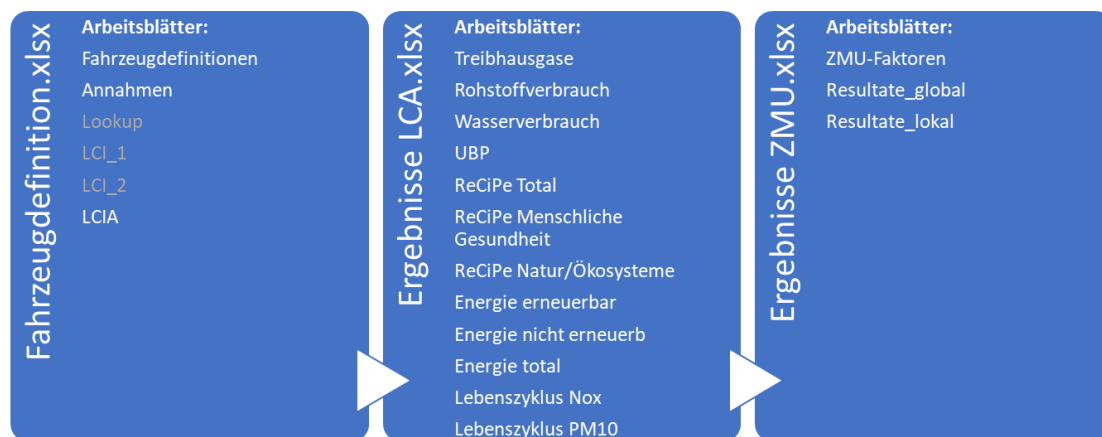 Fahrzeugdefinition.xlsx
Arbeitsblätter:
Fahrzeugdefinitionen
Annahmen
Lookup
LCI_1
LCI_2
LCIA
Ergebnisse LCA.xlsx
Arbeitsblätter:
Treibhausgase
Rohstoffverbrauch
Wasserverbrauch
UBP
ReCiPe Total
ReCiPe Menschliche
Gesundheit
ReCiPe Natur/Ökosysteme
Energie erneuerbar
Energie nicht erneuerb
Energie total
Lebenszyklus Nox
Lebenszyklus PM10
Ergebnisse ZMU.xlsx
Arbeitsblätter:
ZMU-Faktoren
Resultate_global
Resultate_lokal